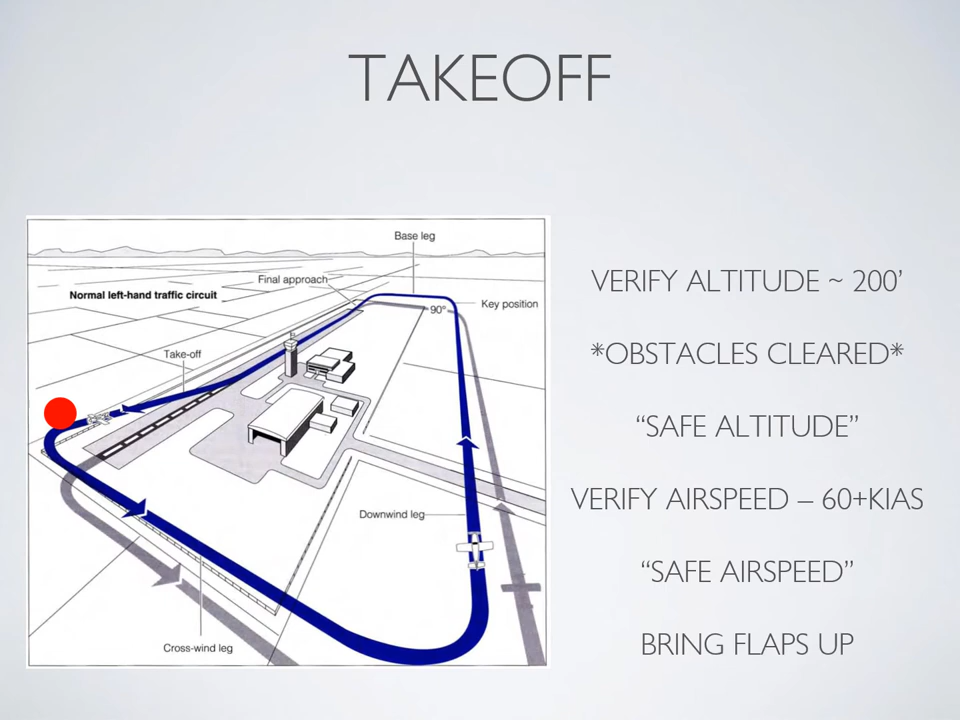 TAKEOFF
Base leg
Final approach
Normal left-hand traffic circuit
Key position
90°
Take-off
Downwind leg
Cross-wind leg
VERIFY ALTITUDE ~ 200’
*OBSTACLES CLEARED*
“SAFE ALTITUDE”
VERIFY AIRSPEED – 60+KIAS
“SAFE AIRSPEED”
BRING FLAPS UP